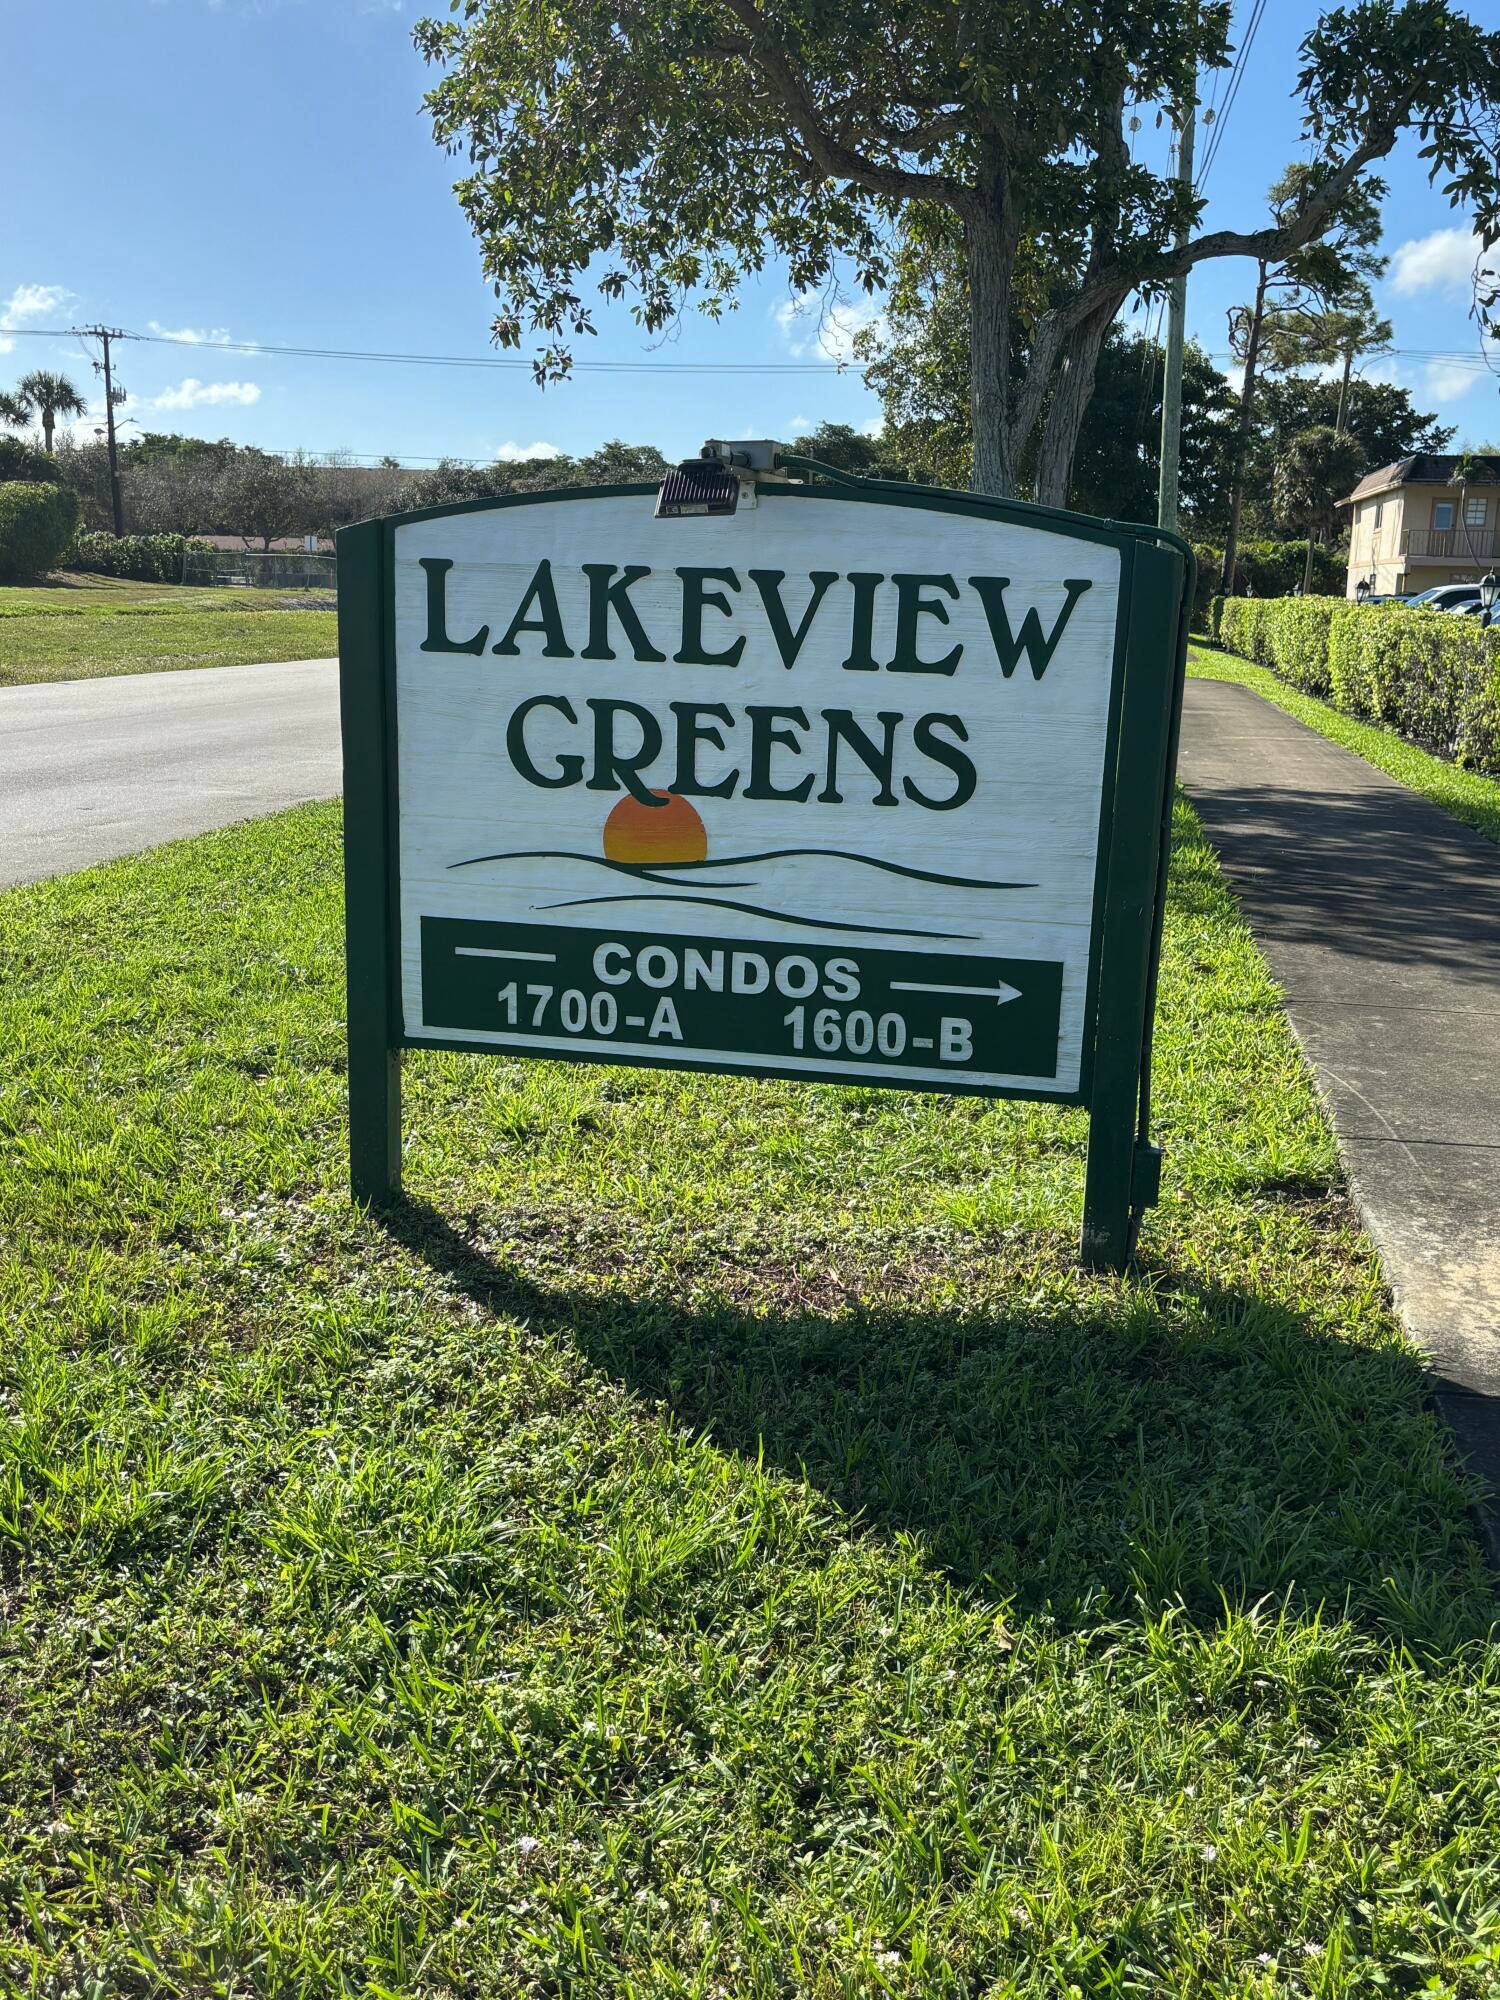 LAKEVIEW
GREENS
CONDOS
1700-A 1600-B